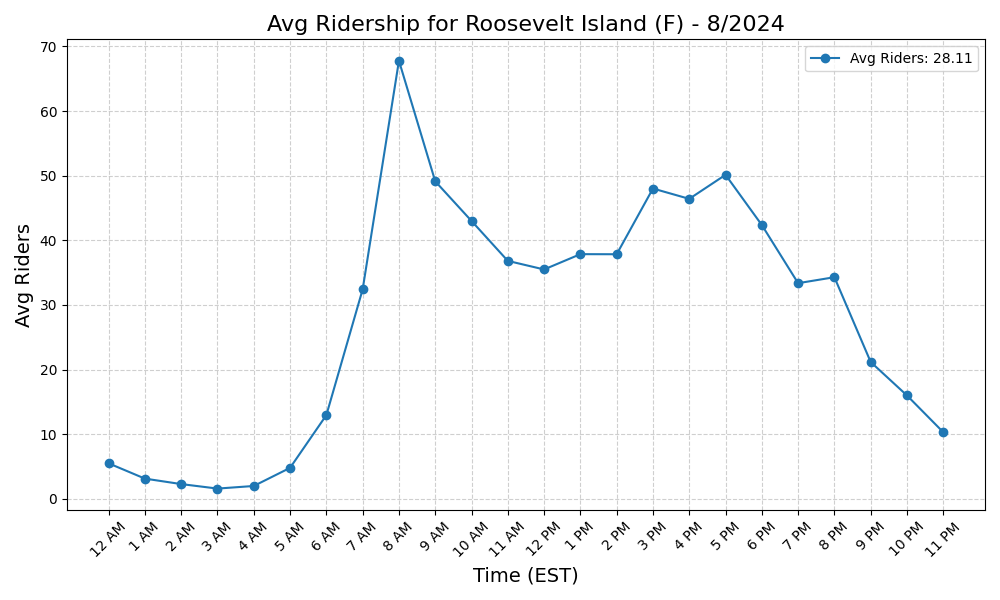 Avg Ridership for Roosevelt Island (F) - 8/2024
Avg Riders: 28.11
Avg Riders
70
60
50
40
30
20
10
0
12 AM
1 AM
2 AM
3 AM
4 AM
5 AM
6 AM
7 AM
8 AM
9 AM
10 AM
11 AM
12 PM
1 PM
2 PM
3 PM
4 PM
5 PM
6 PM
7 PM
8 PM
9 PM
10 PM
11 PM
Time (EST)